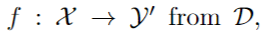 f : 𝒳 → 𝒴′ from 𝒟,